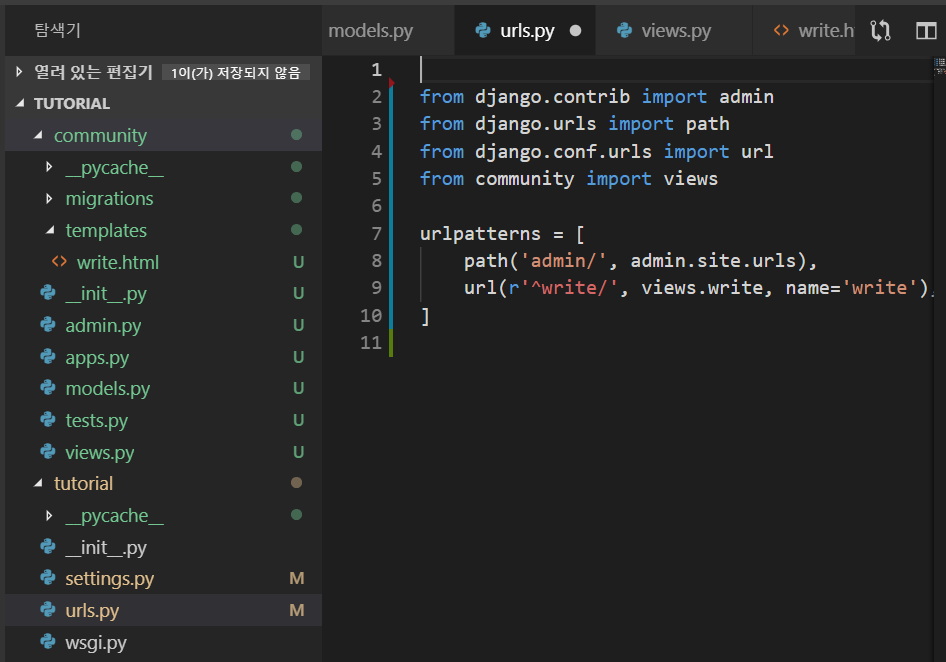 탐색기
models.py
urls.py
views.py
write.h
열려 있는 편집기
1이(가) 저장되지 않음
TUTORIAL
community
__pycache__
migrations
templates
write.html U
__init__.py U
admin.py U
apps.py U
models.py U
tests.py U
views.py U
tutorial
__pycache__
__init__.py
settings.py M
urls.py M
wsgi.py
1
2 from django.contrib import admin
3 from django.urls import path
4 from django.conf.urls import url
5 from community import views
6
7 urlpatterns = [
8     path('admin/', admin.site.urls),
9     url(r'^write/', views.write, name='write'),
10 ]
11